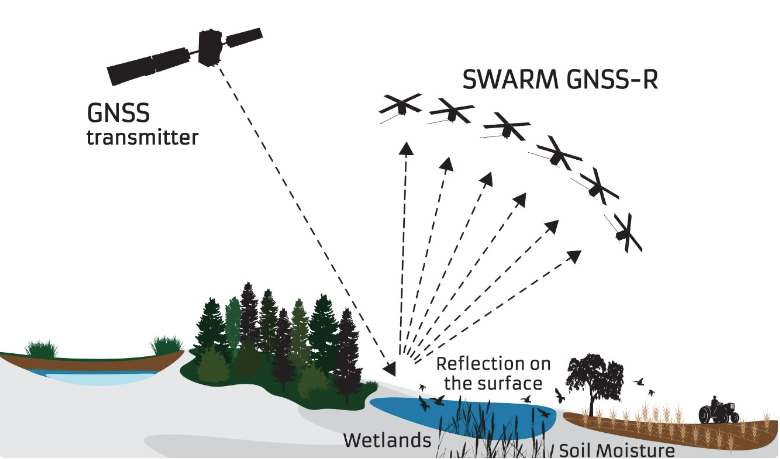 SWARM GNSS-R
GNSS
transmitter
Reflection on
the surface
Wetlands
Soil Moisture